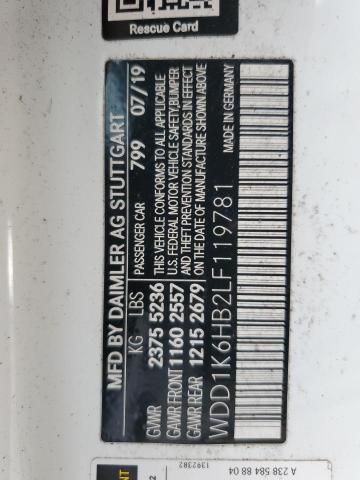 Rescue Card
MFD BY DAIMLER AG STUTTGART
KG LBS PASSENGER CAR 799 07/19
GVWR 2375 5236 THIS VEHICLE CONFORMS TO ALL APPLICABLE
GAWR FRONT 1160 2557 U.S. FEDERAL MOTOR VEHICLE SAFETY,BUMPER
GAWR REAR 1215 2679 AND THEFT PREVENTION STANDARDS IN EFFECT
ON THE DATE OF MANUFACTURE SHOWN ABOVE
WDD1K6HB2LF119781 MADE IN GERMANY
1392382
A 238 584 88 04